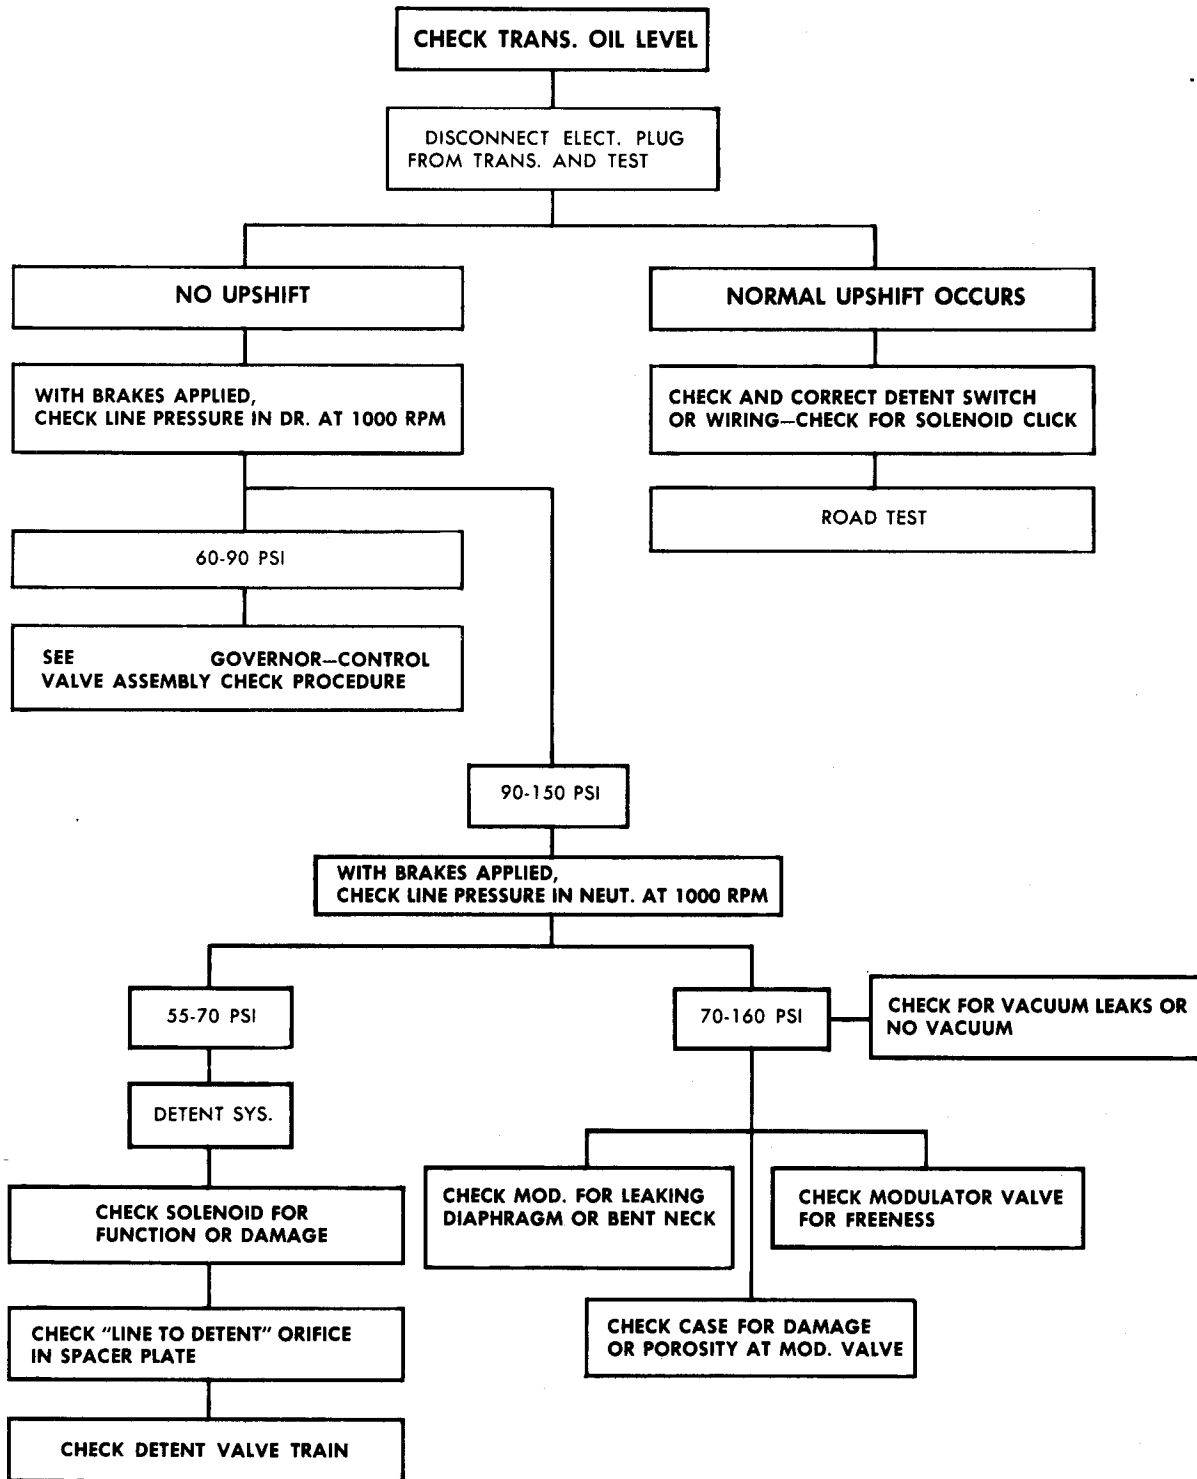 CHECK TRANS. OIL LEVEL
DISCONNECT ELECT. PLUG
FROM TRANS. AND TEST
NO UPSHIFT
NORMAL UPSHIFT OCCURS
WITH BRAKES APPLIED,
CHECK LINE PRESSURE IN DR. AT 1000 RPM
CHECK AND CORRECT DETENT SWITCH
OR WIRING—CHECK FOR SOLENOID CLICK
60-90 PSI
ROAD TEST
SEE GOVERNOR—CONTROL
VALVE ASSEMBLY CHECK PROCEDURE
90-150 PSI
WITH BRAKES APPLIED,
CHECK LINE PRESSURE IN NEUT. AT 1000 RPM
55-70 PSI
70-160 PSI
CHECK FOR VACUUM LEAKS OR
NO VACUUM
DETENT SYS.
CHECK SOLENOID FOR
FUNCTION OR DAMAGE
CHECK MOD. FOR LEAKING
DIAPHRAGM OR BENT NECK
CHECK MODULATOR VALVE
FOR FREENESS
CHECK "LINE TO DETENT" ORIFICE
IN SPACER PLATE
CHECK CASE FOR DAMAGE
OR POROSITY AT MOD. VALVE
CHECK DETENT VALVE TRAIN